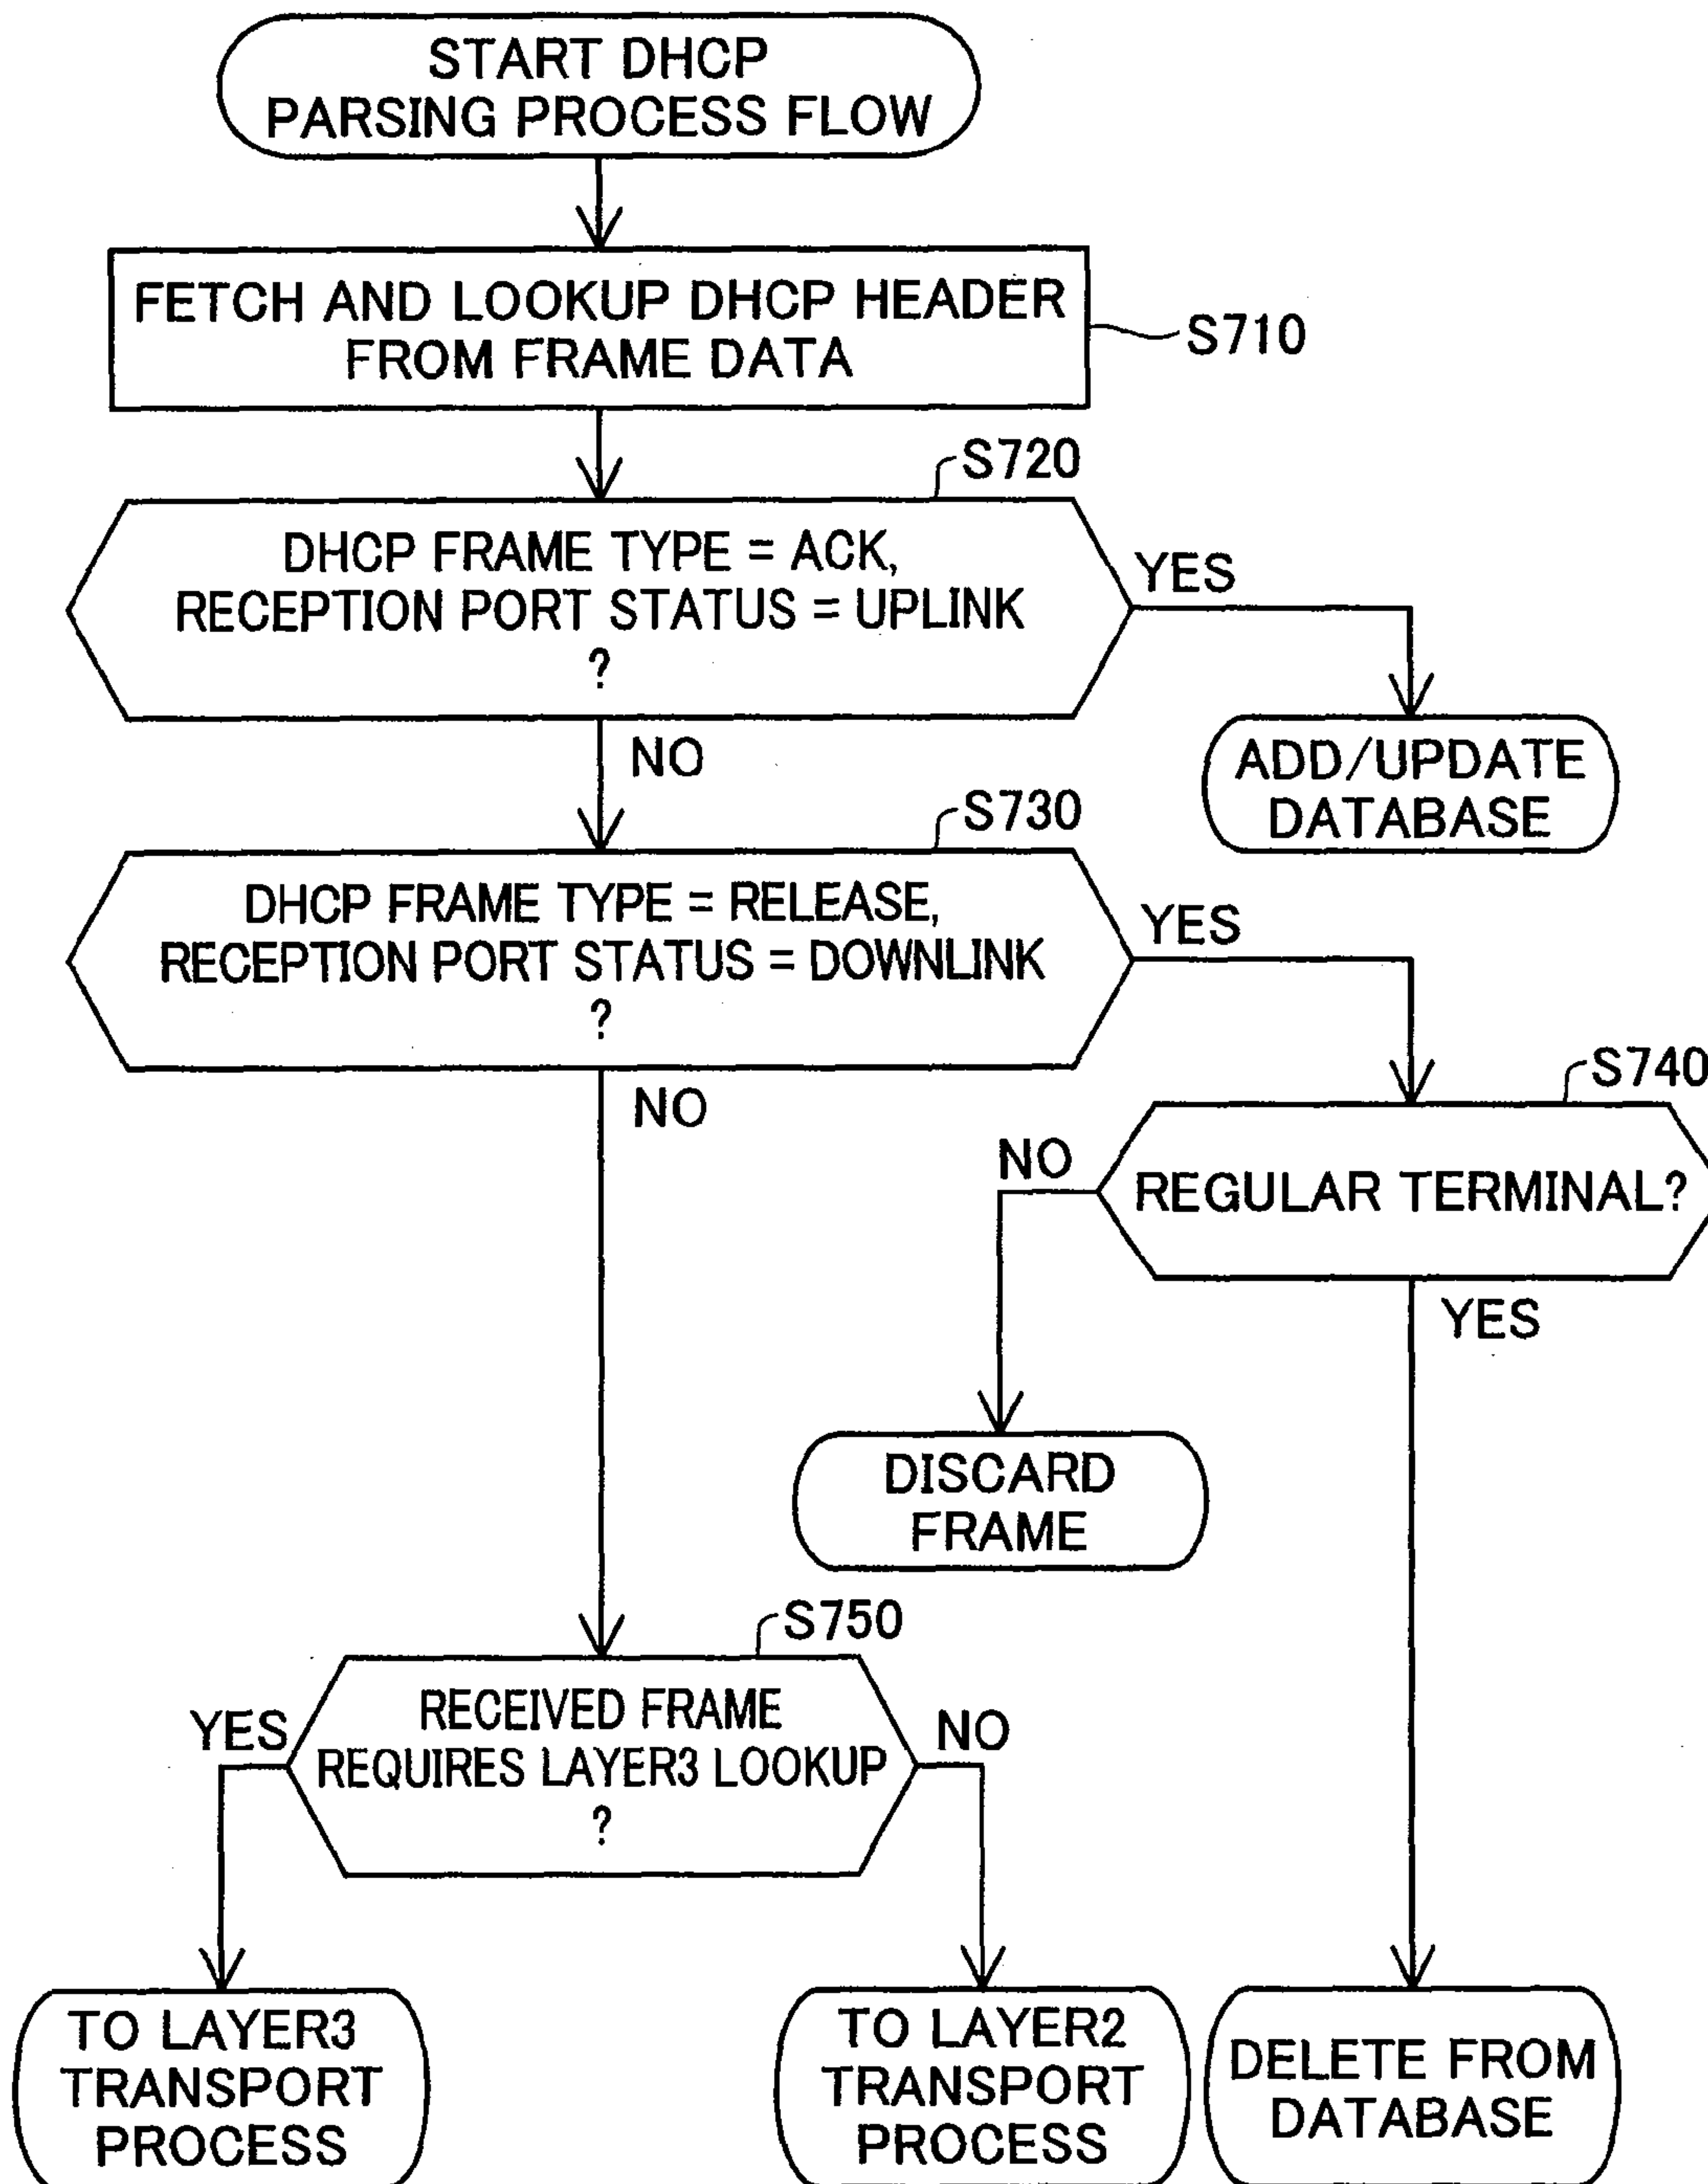 START DHCP
PARSING PROCESS FLOW
FETCH AND LOOKUP DHCP HEADER
FROM FRAME DATA
S710
S720
DHCP FRAME TYPE = ACK,
RECEPTION PORT STATUS = UPLINK
?
YES
NO
ADD/UPDATE
DATABASE
S730
DHCP FRAME TYPE = RELEASE,
RECEPTION PORT STATUS = DOWNLINK
?
YES
NO
S740
REGULAR TERMINAL?
NO
YES
DISCARD
FRAME
S750
RECEIVED FRAME
REQUIRES LAYER3 LOOKUP
?
YES
NO
TO LAYER3
TRANSPORT
PROCESS
TO LAYER2
TRANSPORT
PROCESS
DELETE FROM
DATABASE